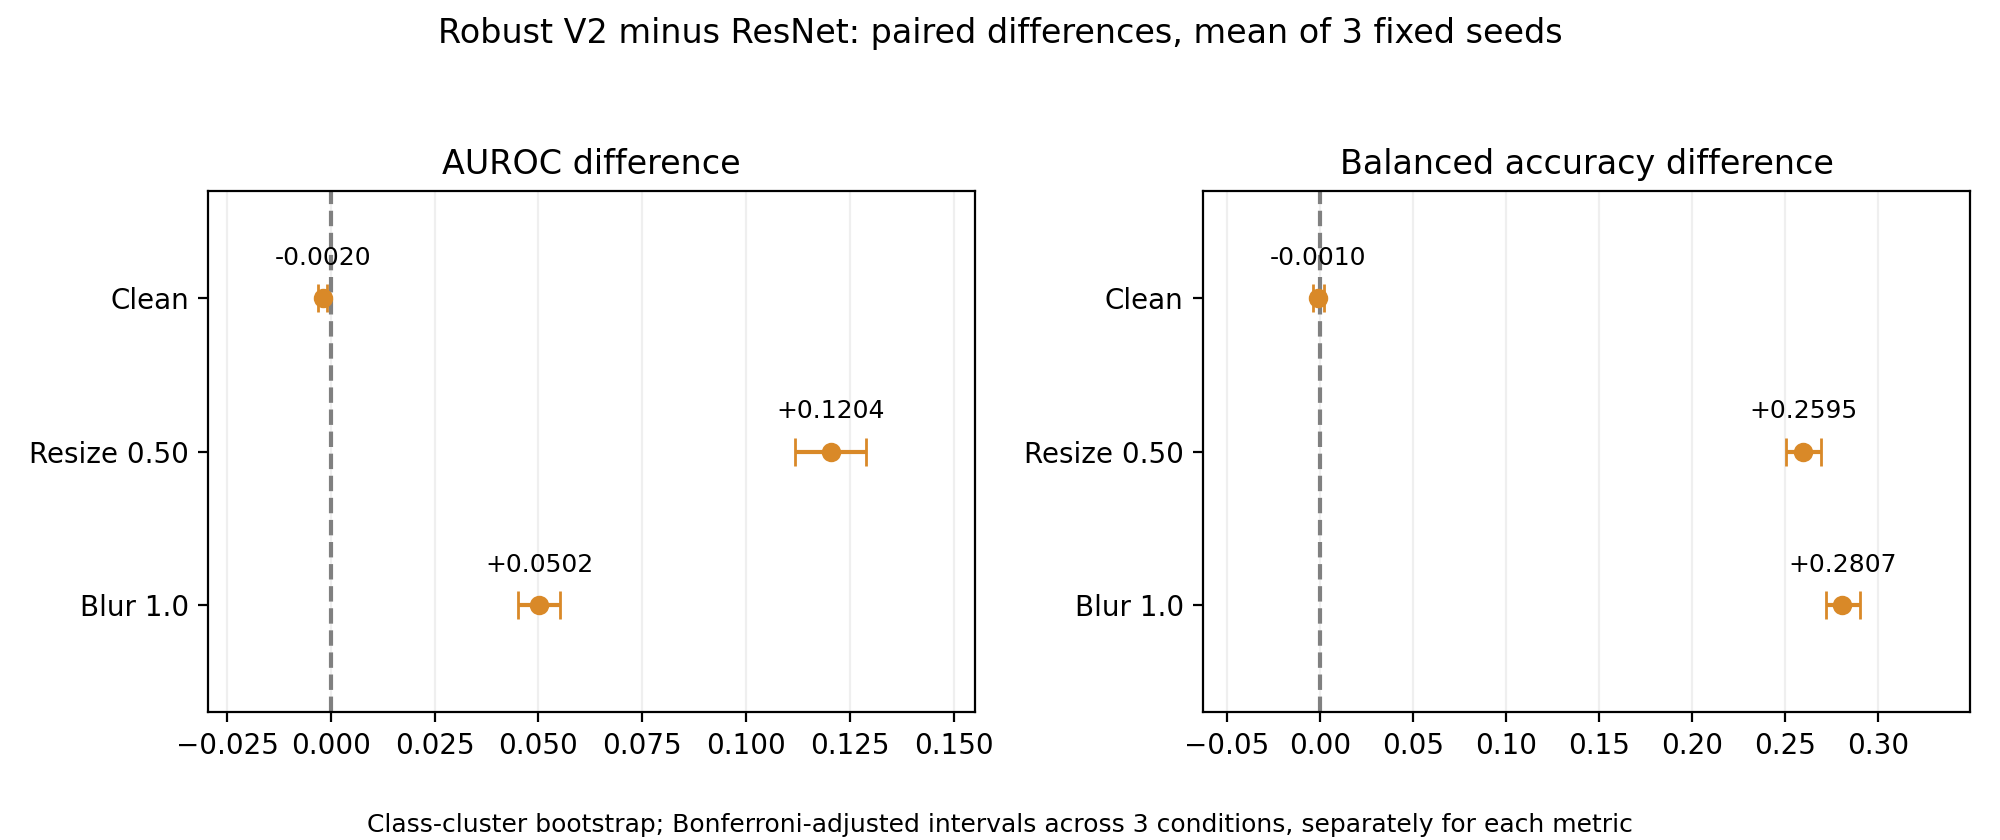 Robust V2 minus ResNet: paired differences, mean of 3 fixed seeds
AUROC difference
-0.0020
Clean
+0.1204
Resize 0.50
+0.0502
Blur 1.0
−0.025 0.000 0.025 0.050 0.075 0.100 0.125 0.150
Balanced accuracy difference
-0.0010
Clean
+0.2595
Resize 0.50
+0.2807
Blur 1.0
−0.05 0.00 0.05 0.10 0.15 0.20 0.25 0.30
Class-cluster bootstrap; Bonferroni-adjusted intervals across 3 conditions, separately for each metric